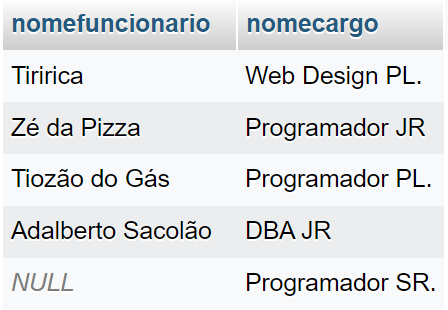 nomefuncionario nomecargo
Tiririca Web Design PL.
Zé da Pizza Programador JR
Tiozão do Gás Programador PL.
Adalberto Sacolão DBA JR
NULL Programador SR.